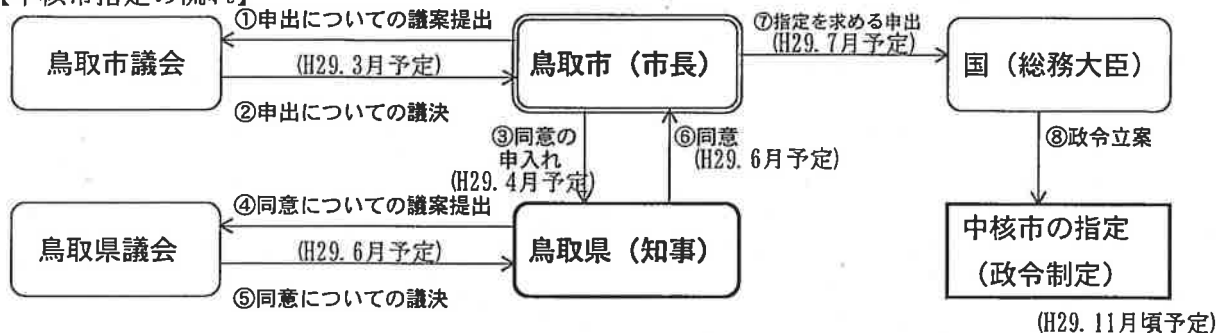 【中核市指定の流れ】
①申出についての議案提出
鳥取市議会
(H29.3月予定)
②申出についての議決
鳥取市（市長）
⑦指定を求める申出
(H29.7月予定)
国（総務大臣）
③同意の
申入れ
(H29.4月予定)
⑥同意
(H29.6月予定)
⑧政令立案
④同意についての議案提出
鳥取県議会
(H29.6月予定)
⑤同意についての議決
鳥取県（知事）
中核市の指定
（政令制定）
(H29.11月頃予定)